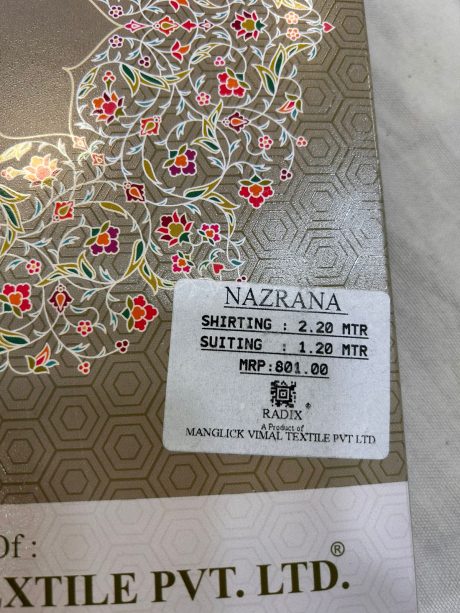 NAZRANA
SHIRTING : 2.20 MTR
SUITING : 1.20 MTR
MRP:801.00
RADIX ®
A Product of
MANGLICK VIMAL TEXTILE PVT LTD
Of :
EXTILE PVT. LTD.®